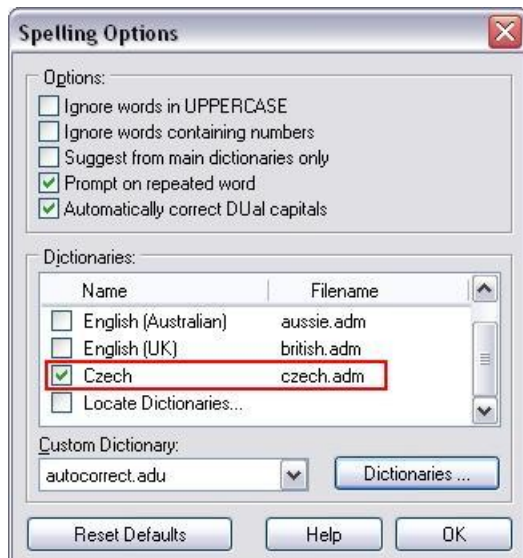 Spelling Options
Options:
Ignore words in UPPERCASE
Ignore words containing numbers
Suggest from main dictionaries only
Prompt on repeated word
Automatically correct DUal capitals
Dictionaries:
Name Filename
English (Australian) aussie.adm
English (UK) british.adm
Czech czech.adm
Locate Dictionaries...
Custom Dictionary:
autocorrect.adu Dictionaries ...
Reset Defaults Help OK